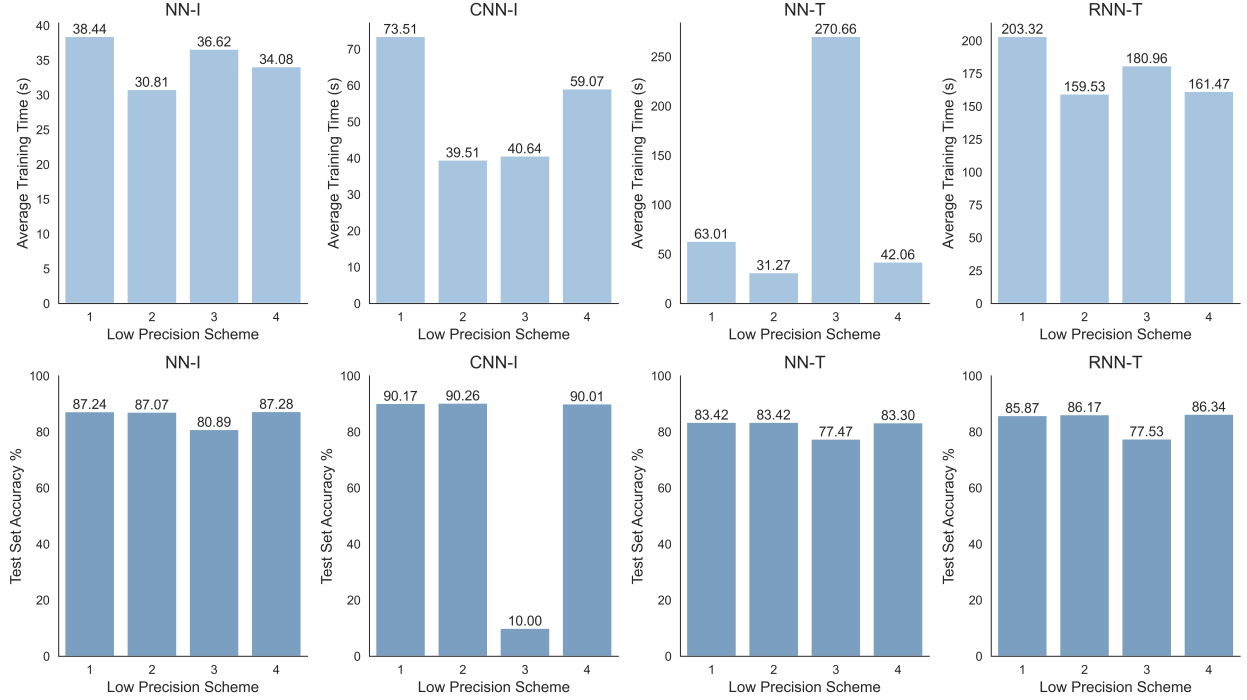 NN-I
Average Training Time (s)
40
35
30
25
20
15
10
5
0
38.44
30.81
36.62
34.08
1 2 3 4
Low Precision Scheme
CNN-I
Average Training Time (s)
70
60
50
40
30
20
10
0
73.51
39.51
40.64
59.07
1 2 3 4
Low Precision Scheme
NN-T
Average Training Time (s)
250
200
150
100
50
0
63.01
31.27
270.66
42.06
1 2 3 4
Low Precision Scheme
RNN-T
Average Training Time (s)
200
175
150
125
100
75
50
25
0
203.32
159.53
180.96
161.47
1 2 3 4
Low Precision Scheme
NN-I
Test Set Accuracy %
100
80
60
40
20
0
87.24
87.07
80.89
87.28
1 2 3 4
Low Precision Scheme
CNN-I
Test Set Accuracy %
100
80
60
40
20
0
90.17
90.26
10.00
90.01
1 2 3 4
Low Precision Scheme
NN-T
Test Set Accuracy %
100
80
60
40
20
0
83.42
83.42
77.47
83.30
1 2 3 4
Low Precision Scheme
RNN-T
Test Set Accuracy %
100
80
60
40
20
0
85.87
86.17
77.53
86.34
1 2 3 4
Low Precision Scheme